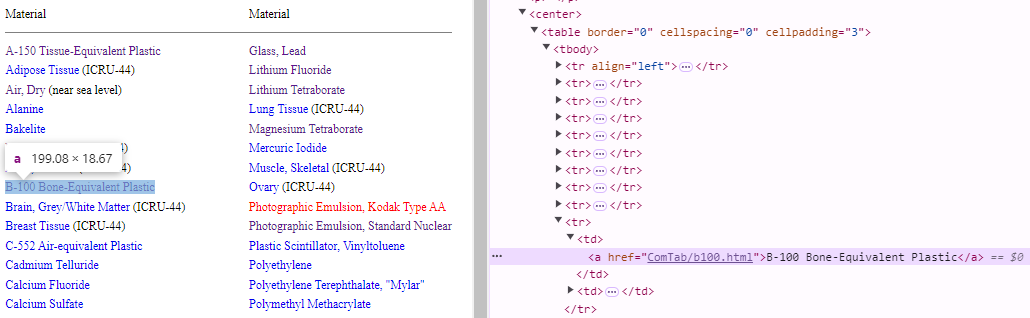 Material Material
A-150 Tissue-Equivalent Plastic Glass, Lead
Adipose Tissue (ICRU-44) Lithium Fluoride
Air, Dry (near sea level) Lithium Tetraborate
Alanine Lung Tissue (ICRU-44)
Bakelite Magnesium Tetraborate
Mercuric Iodide
a 199.08 × 18.67
Muscle, Skeletal (ICRU-44)
B-100 Bone-Equivalent Plastic Ovary (ICRU-44)
Brain, Grey/White Matter (ICRU-44) Photographic Emulsion, Kodak Type AA
Breast Tissue (ICRU-44) Photographic Emulsion, Standard Nuclear
C-552 Air-equivalent Plastic Plastic Scintillator, Vinyltoluene
Cadmium Telluride Polyethylene
Calcium Fluoride Polyethylene Terephthalate, "Mylar"
Calcium Sulfate Polymethyl Methacrylate
<center>
<table border="0" cellspacing="0" cellpadding="3">
<tbody>
<tr align="left">…</tr>
<tr>…</tr>
<tr>…</tr>
<tr>…</tr>
<tr>…</tr>
<tr>…</tr>
<tr>…</tr>
<tr>…</tr>
<tr>…</tr>
<tr>
<td>
… <a href="ComTab/b100.html">B-100 Bone-Equivalent Plastic</a> == $0
</td>
<td>…</td>
</tr>